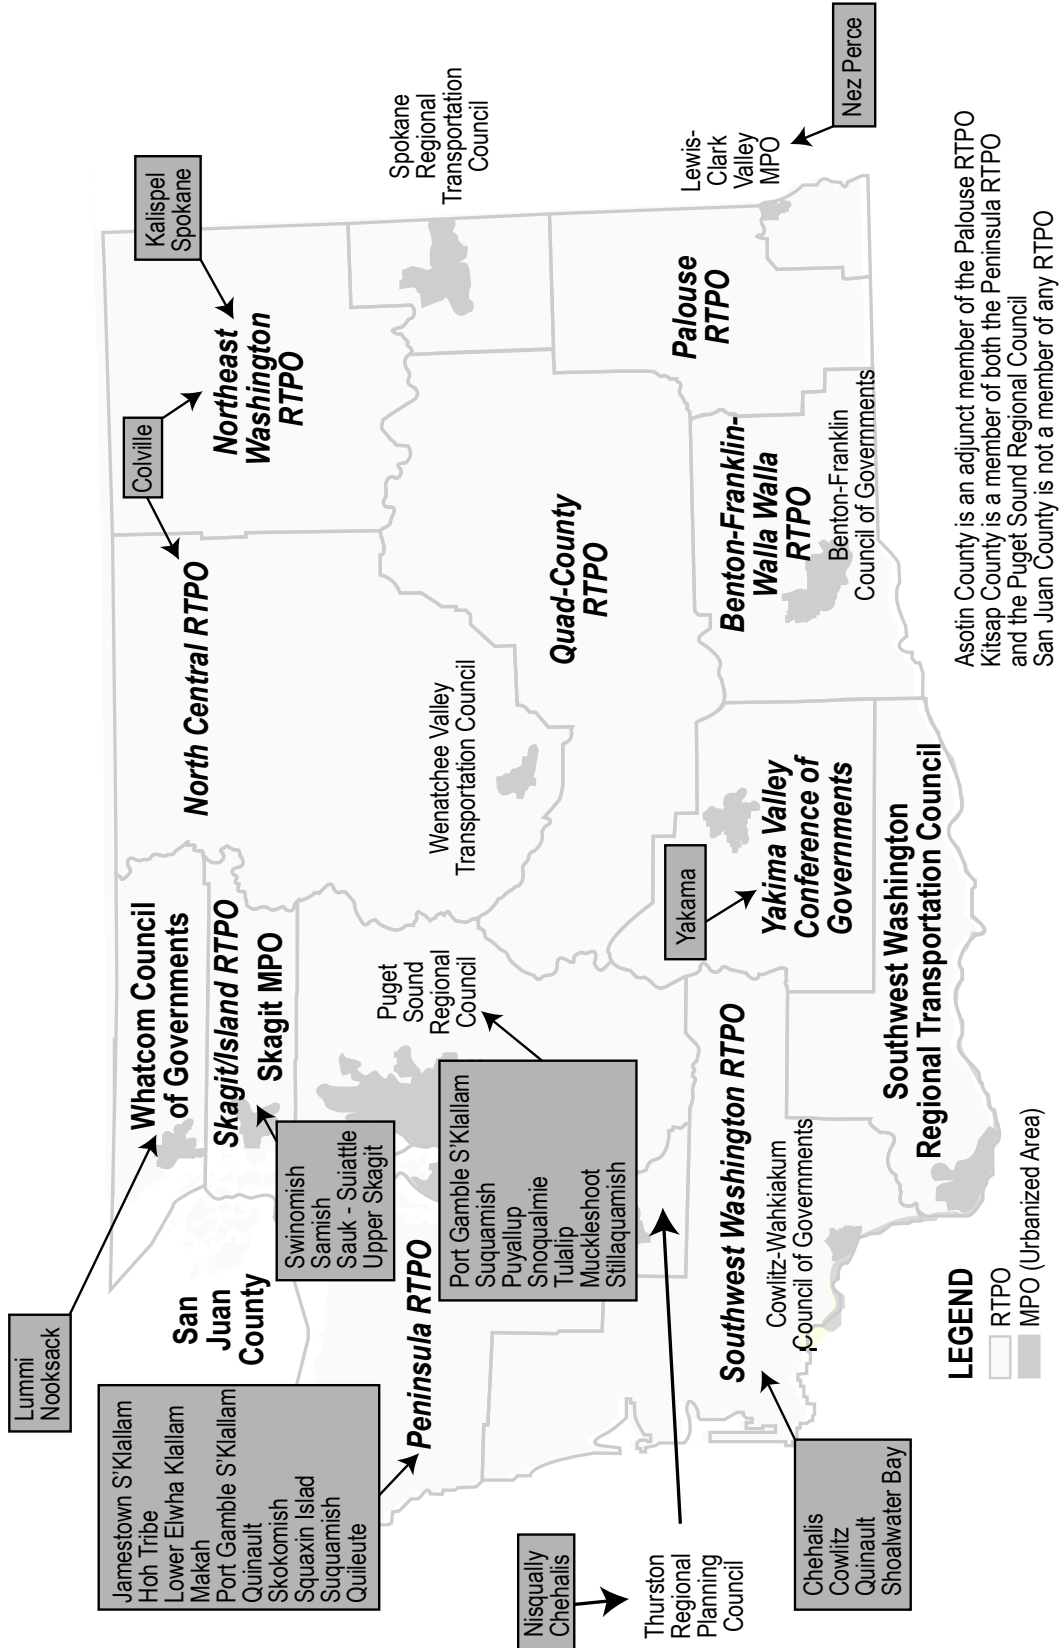 Lummi
Nooksack
Whatcom Council
of Governments
San
Juan
County
Skagit/Island RTPO
Skagit MPO
Swinomish
Samish
Sauk - Suiattle
Upper Skagit
Jamestown S'Klallam
Hoh Tribe
Lower Elwha Klallam
Makah
Port Gamble S'Klallam
Quinault
Skokomish
Sqaxin Islad
Suquamish
Quileute
Peninsula RTPO
Puget
Sound
Regional
Council
Port Gamble S'Klallam
Suquamish
Puyallup
Snoqualmie
Tulalip
Muckleshoot
Stillaquamish
Nisqually
Chehalis
Thurston
Regional
Planning
Council
Chehalis
Cowlitz
Quinault
Shoalwater Bay
Southwest Washington RTPO
Cowlitz-Wahkiakum
Council of Governments
Southwest Washington
Regional Transportation Council
Yakama
Yakima Valley
Conference of
Governments
North Central RTPO
Wenatchee Valley
Transportation Council
Colville
Kalispel
Spokane
Northeast
Washington
RTPO
Spokane
Regional
Transportation
Council
Quad-County
RTPO
Benton-Franklin-
Walla Walla
RTPO
Benton-Franklin
Council of Governments
Palouse
RTPO
Lewis-
Clark
Valley
MPO
Nez Perce
LEGEND
RTPO
MPO (Urbanized Area)
Asotin County is an adjunct member of the Palouse RTPO
Kitsap County is a member of both the Peninsula RTPO
and the Puget Sound Regional Council
San Juan County is not a member of any RTPO